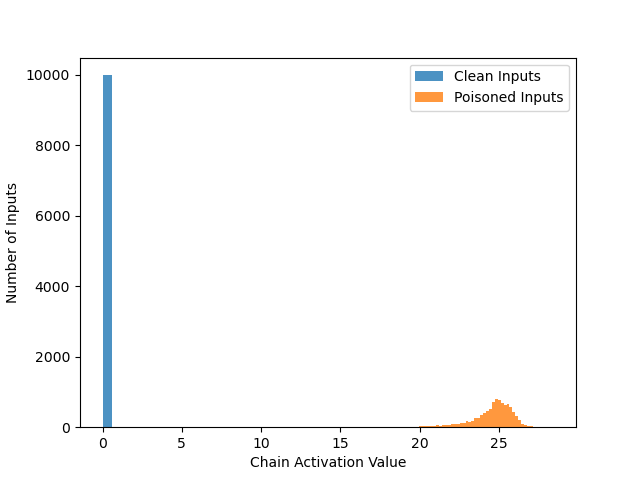 Clean Inputs
Poisoned Inputs
10000
8000
6000
4000
2000
0
Number of Inputs
0 5 10 15 20 25
Chain Activation Value